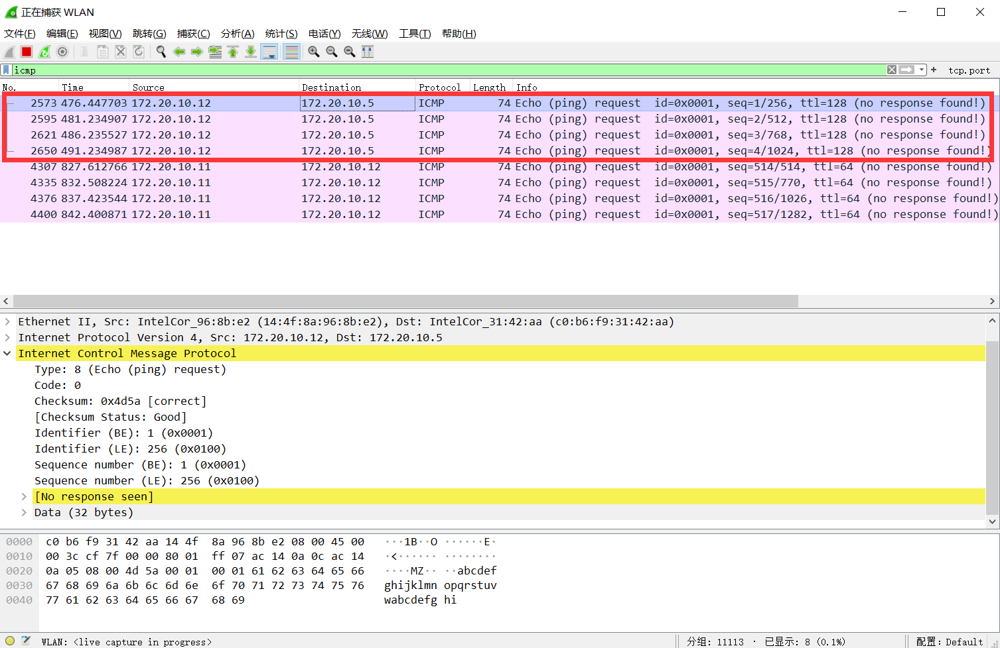 正在捕获 WLAN
文件(F) 编辑(E) 视图(V) 跳转(G) 捕获(C) 分析(A) 统计(S) 电话(Y) 无线(W) 工具(T) 帮助(H)
icmp + tcp.port
No. Time Source Destination Protocol Length Info
2573 476.447703 172.20.10.12 172.20.10.5 ICMP 74 Echo (ping) request id=0x0001, seq=1/256, ttl=128 (no response found!)
2595 481.234907 172.20.10.12 172.20.10.5 ICMP 74 Echo (ping) request id=0x0001, seq=2/512, ttl=128 (no response found!)
2621 486.235527 172.20.10.12 172.20.10.5 ICMP 74 Echo (ping) request id=0x0001, seq=3/768, ttl=128 (no response found!)
2650 491.234987 172.20.10.12 172.20.10.5 ICMP 74 Echo (ping) request id=0x0001, seq=4/1024, ttl=128 (no response found!)
4307 827.612766 172.20.10.11 172.20.10.12 ICMP 74 Echo (ping) request id=0x0001, seq=514/514, ttl=64 (no response found!)
4335 832.508224 172.20.10.11 172.20.10.12 ICMP 74 Echo (ping) request id=0x0001, seq=515/770, ttl=64 (no response found!)
4376 837.423544 172.20.10.11 172.20.10.12 ICMP 74 Echo (ping) request id=0x0001, seq=516/1026, ttl=64 (no response found!)
4400 842.400871 172.20.10.11 172.20.10.12 ICMP 74 Echo (ping) request id=0x0001, seq=517/1282, ttl=64 (no response found!)
Ethernet II, Src: IntelCor_96:8b:e2 (14:4f:8a:96:8b:e2), Dst: IntelCor_31:42:aa (c0:b6:f9:31:42:aa)
Internet Protocol Version 4, Src: 172.20.10.12, Dst: 172.20.10.5
Internet Control Message Protocol
Type: 8 (Echo (ping) request)
Code: 0
Checksum: 0x4d5a [correct]
[Checksum Status: Good]
Identifier (BE): 1 (0x0001)
Identifier (LE): 256 (0x0100)
Sequence number (BE): 1 (0x0001)
Sequence number (LE): 256 (0x0100)
[No response seen]
Data (32 bytes)
0000 c0 b6 f9 31 42 aa 14 4f 8a 96 8b e2 08 00 45 00 ···1B··O ······E·
0010 00 3c cf 7f 00 00 80 01 ff 07 ac 14 0a 0c ac 14 ·<······ ········
0020 0a 05 08 00 4d 5a 00 01 00 01 61 62 63 64 65 66 ····MZ·· ··abcdef
0030 67 68 69 6a 6b 6c 6d 6e 6f 70 71 72 73 74 75 76 ghijklmn opqrstuv
0040 77 61 62 63 64 65 66 67 68 69 wabcdefg hi
WLAN: <live capture in progress> 分组: 11113 · 已显示: 8 (0.1%) 配置: Default